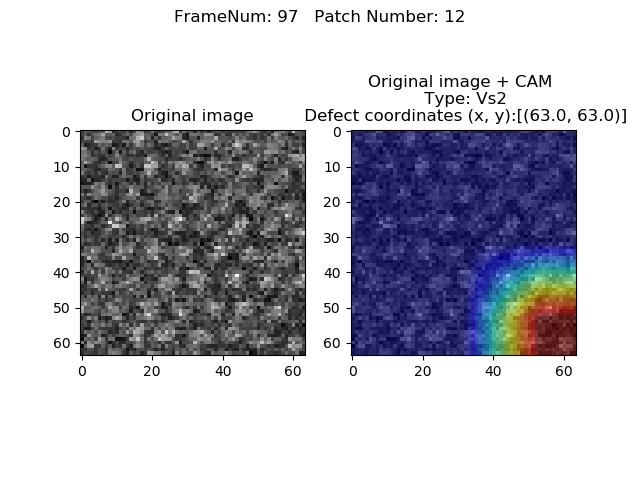 FrameNum: 97   Patch Number: 12
Original image
Original image + CAM
Type: Vs2
Defect coordinates (x, y):[(63.0, 63.0)]
0
10
20
30
40
50
60
0 20 40 60
0
10
20
30
40
50
60
0 20 40 60